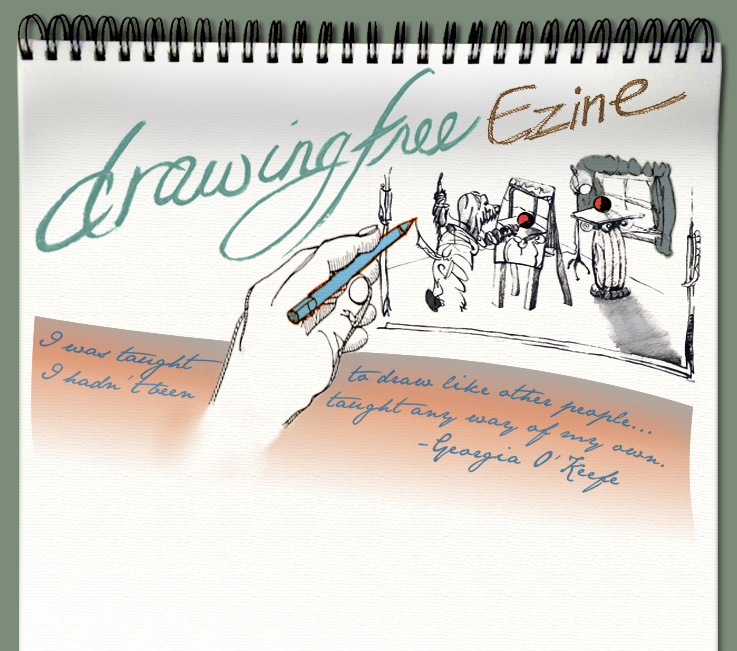 drawingfree Ezine
I was taught to draw like other people...
I hadn't been taught any way of my own.
-Georgia O'Keefe